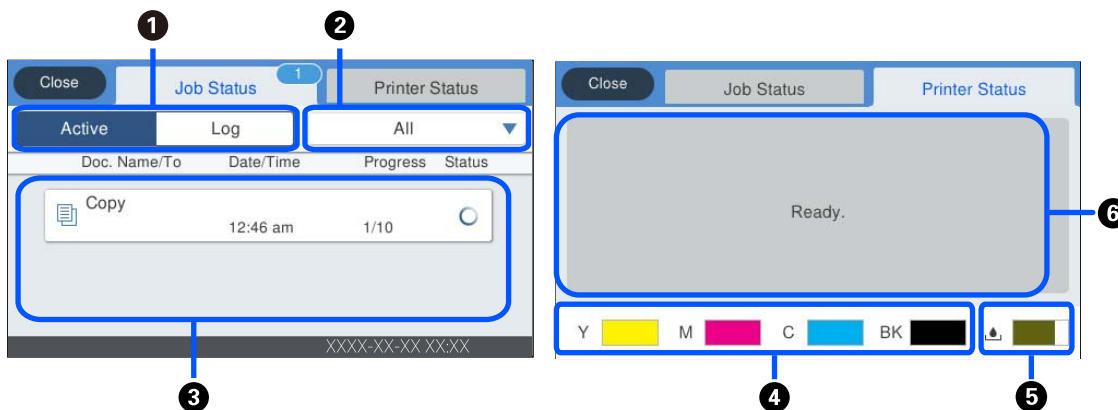 1 2
Close Job Status 1 Printer Status
Active Log All
Doc. Name/To Date/Time Progress Status
Copy
12:46 am 1/10
XXXX-XX-XX XX:XX
3
Close Job Status Printer Status
Ready.
6
Y M C BK
4 5